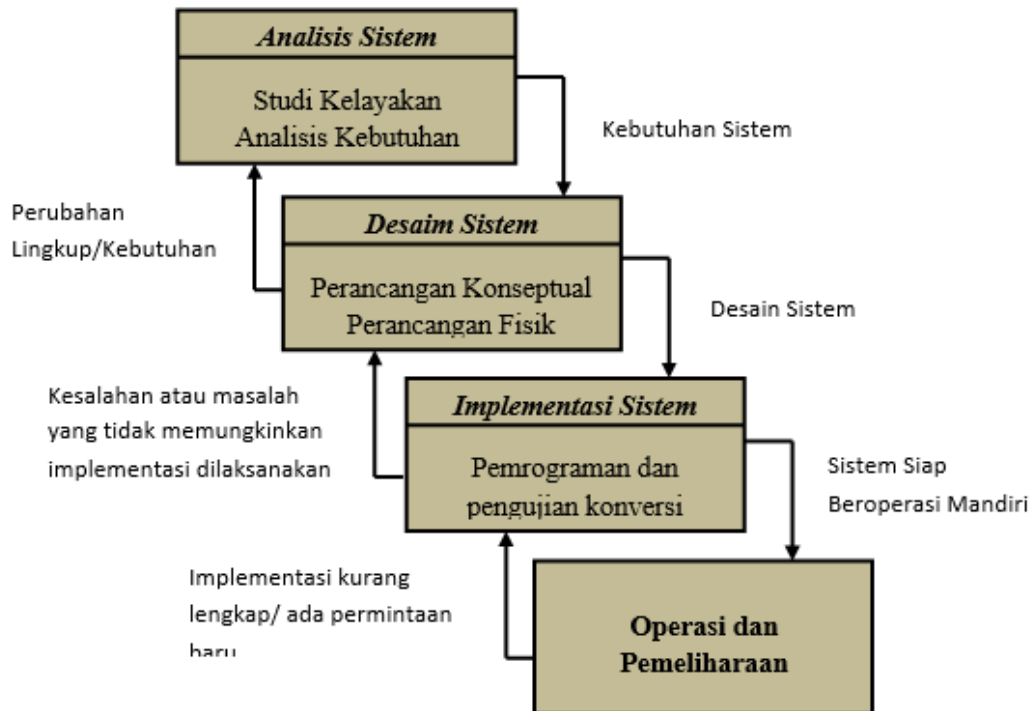 Analisis Sistem
Studi Kelayakan
Analisis Kebutuhan
Kebutuhan Sistem
Perubahan
Lingkup/Kebutuhan
Desaim Sistem
Perancangan Konseptual
Perancangan Fisik
Desain Sistem
Kesalahan atau masalah
yang tidak memungkinkan
implementasi dilaksanakan
Implementasi Sistem
Pemrograman dan
pengujian konversi
Sistem Siap
Beroperasi Mandiri
Implementasi kurang
lengkap/ ada permintaan
baru
Operasi dan
Pemeliharaan